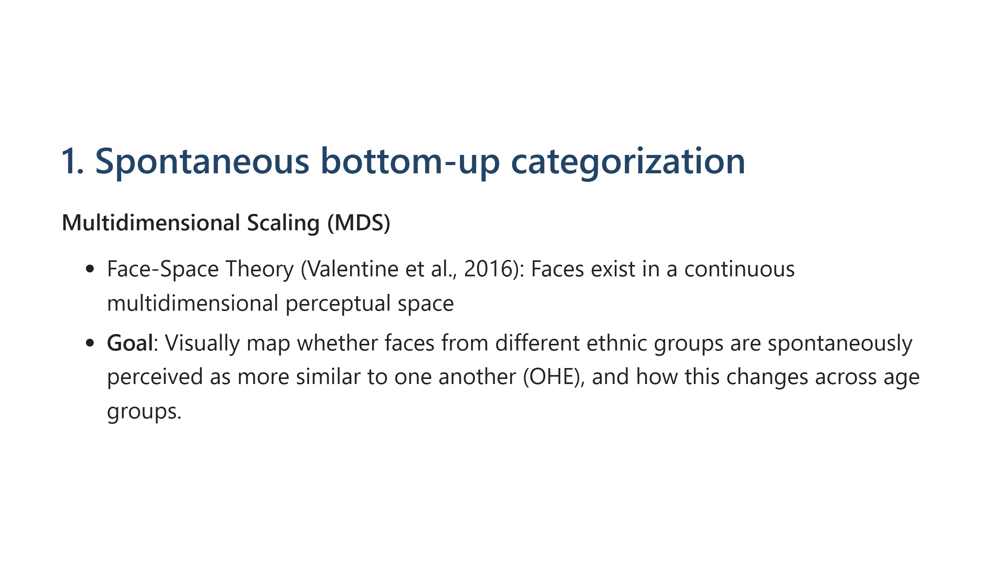 1. Spontaneous bottom-up categorization
Multidimensional Scaling (MDS)
• Face-Space Theory (Valentine et al., 2016): Faces exist in a continuous
multidimensional perceptual space
• Goal: Visually map whether faces from different ethnic groups are spontaneously
perceived as more similar to one another (OHE), and how this changes across age
groups.